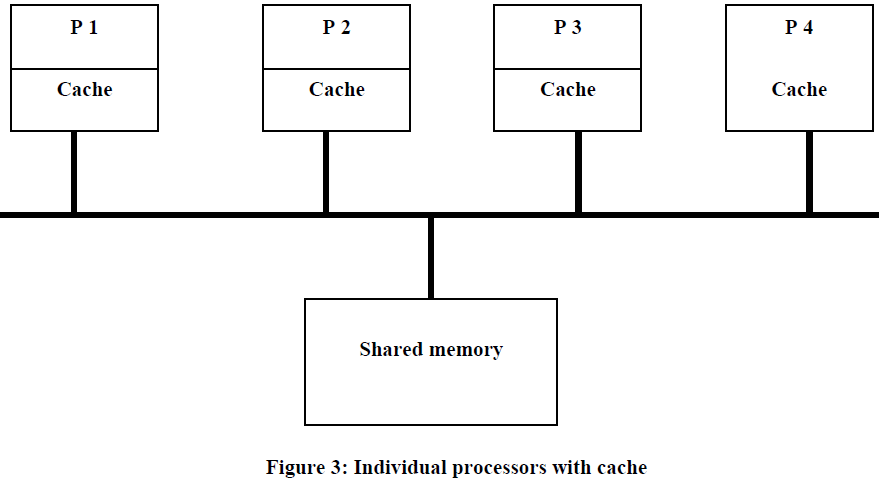 P 1
P 2
P 3
P 4
Cache
Cache
Cache
Cache
Shared memory
Figure 3: Individual processors with cache